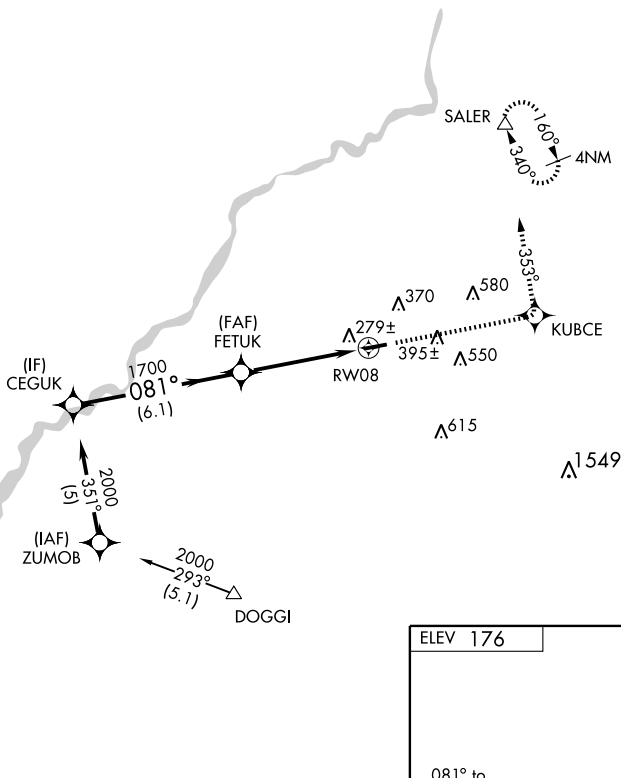 SALER
160°
340°
4NM
353°
580
370
279±
395±
550
KUBCE
(FAF)
FETUK
RW08
(IF)
CEGUK
1700
081°
(6.1)
615
1549
2000
351°
(5)
(IAF)
ZUMOB
2000
293°
(5.1)
DOGGI
ELEV 176
081° to